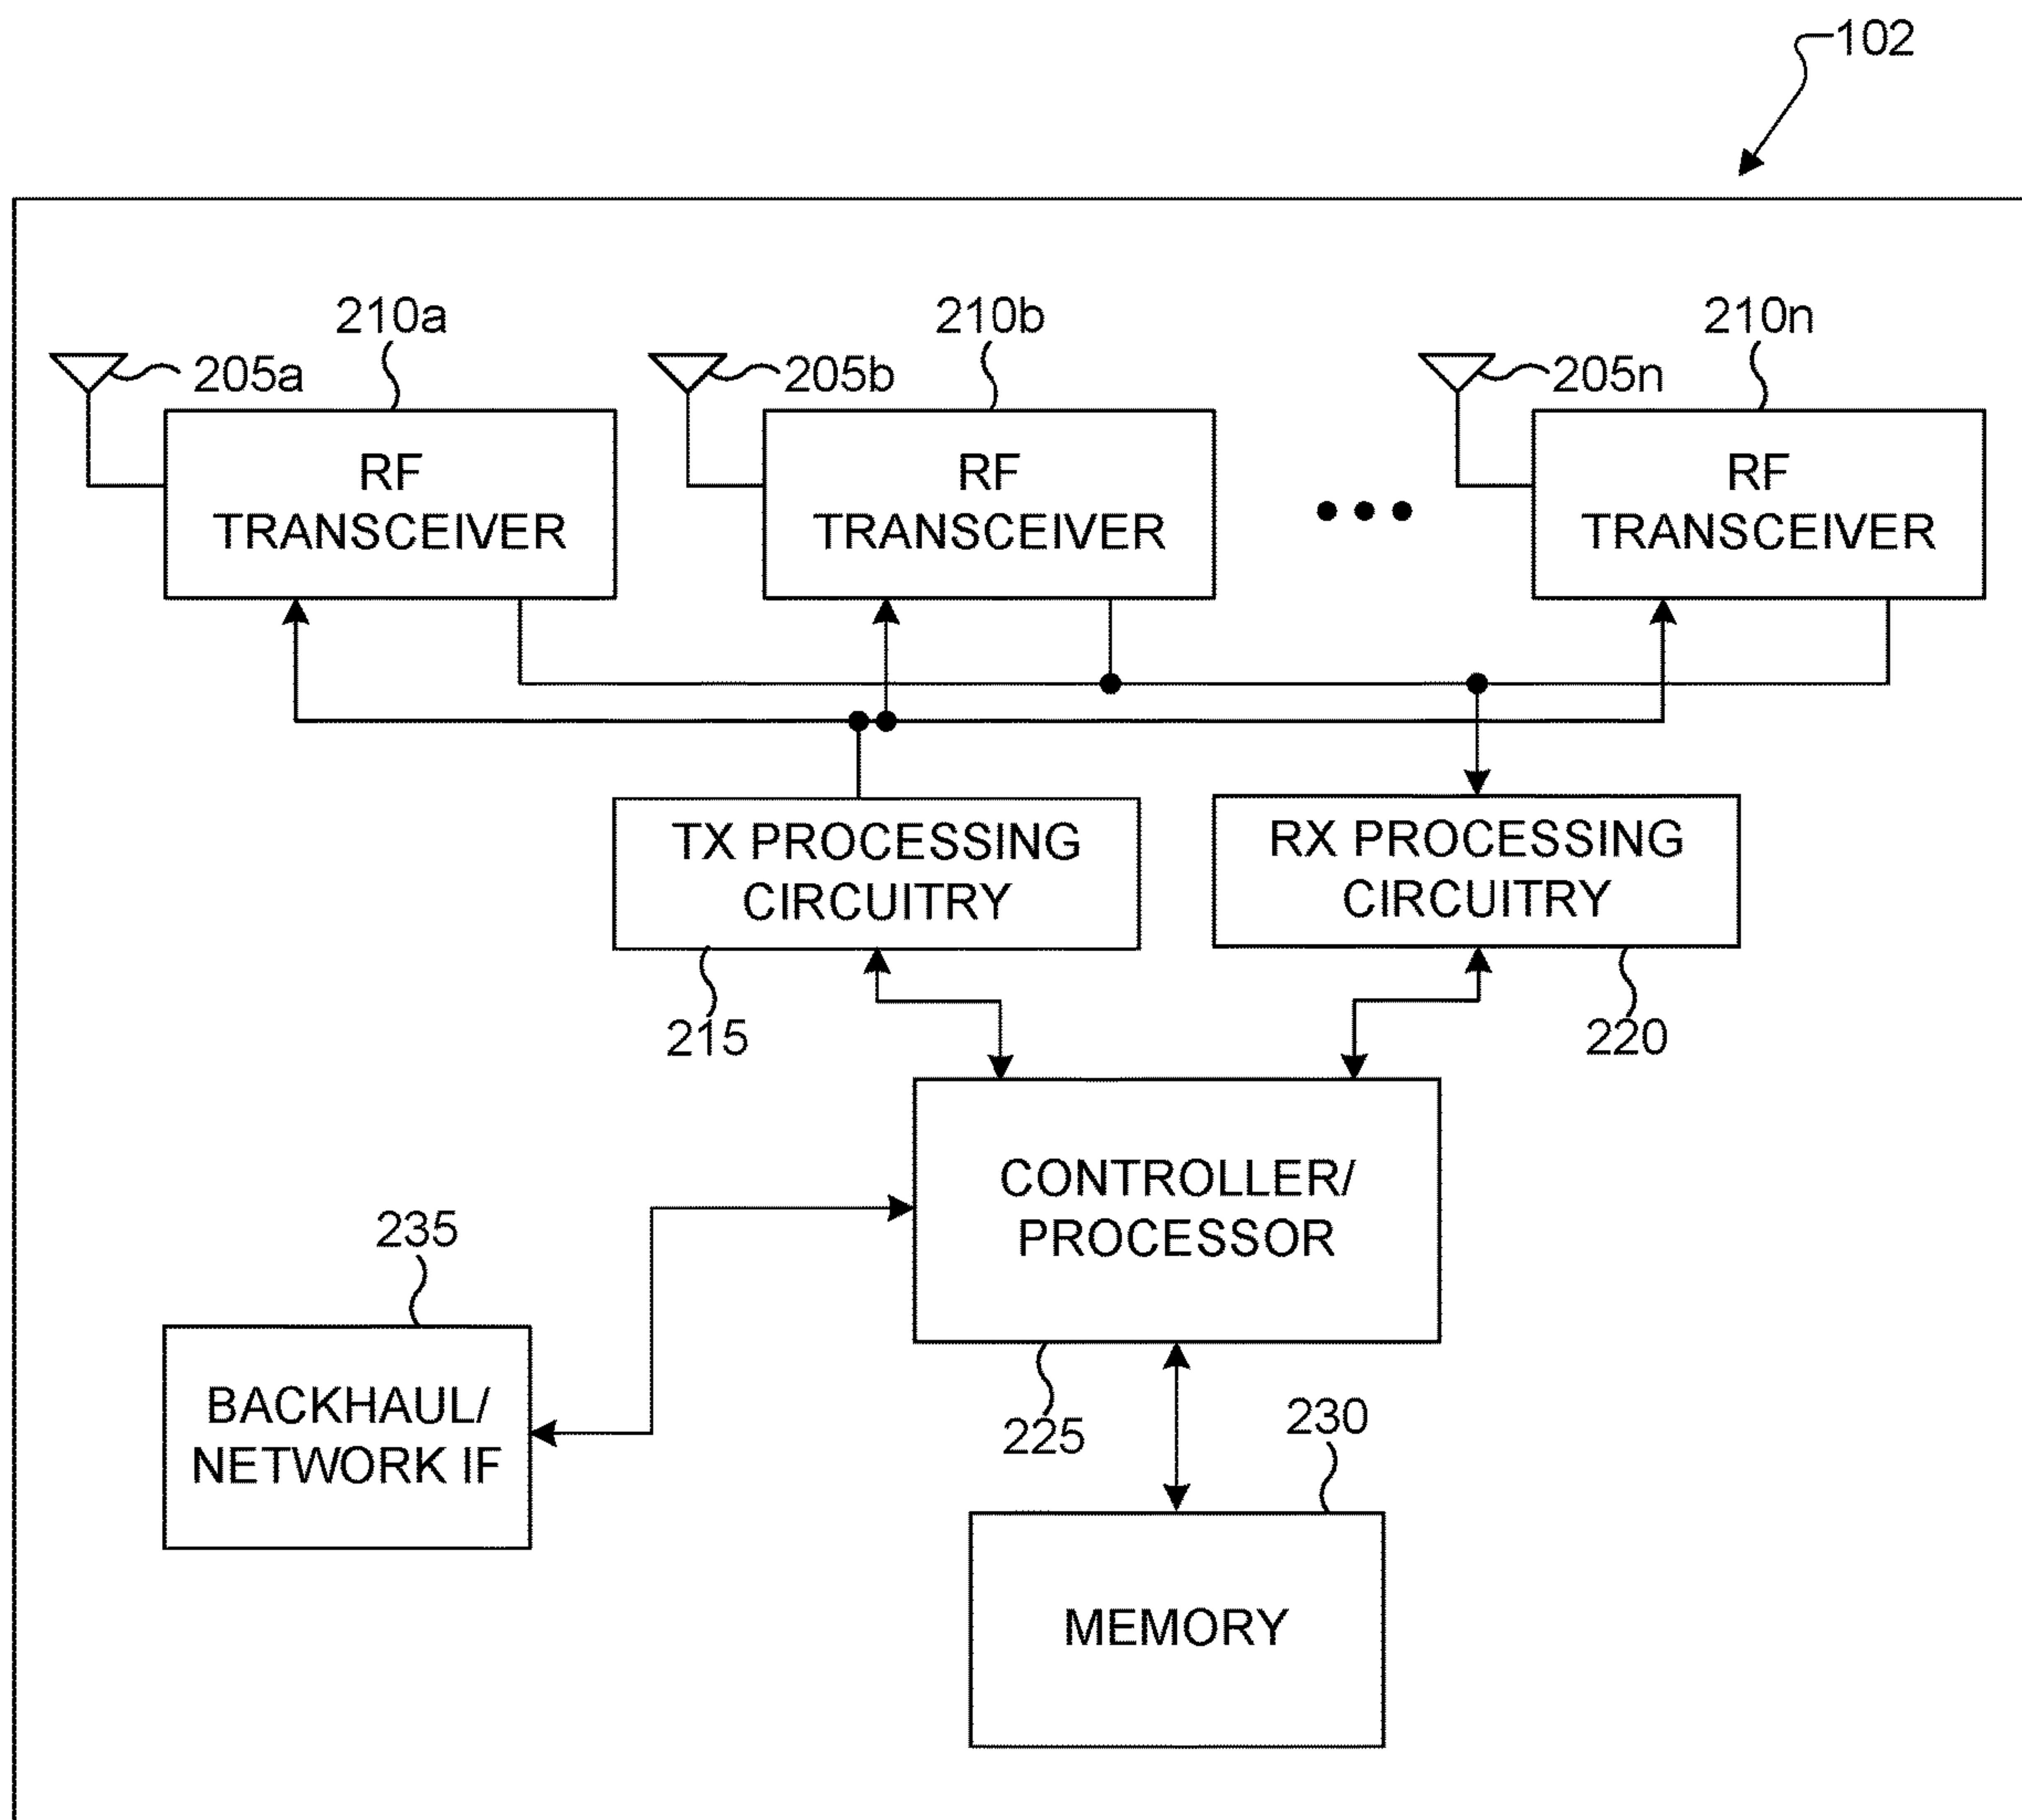 102
210a
210b
210n
205a
205b
205n
RF
TRANSCEIVER
RF
TRANSCEIVER
RF
TRANSCEIVER
TX PROCESSING
CIRCUITRY
RX PROCESSING
CIRCUITRY
215
220
CONTROLLER/
PROCESSOR
235
BACKHAUL/
NETWORK IF
225
230
MEMORY